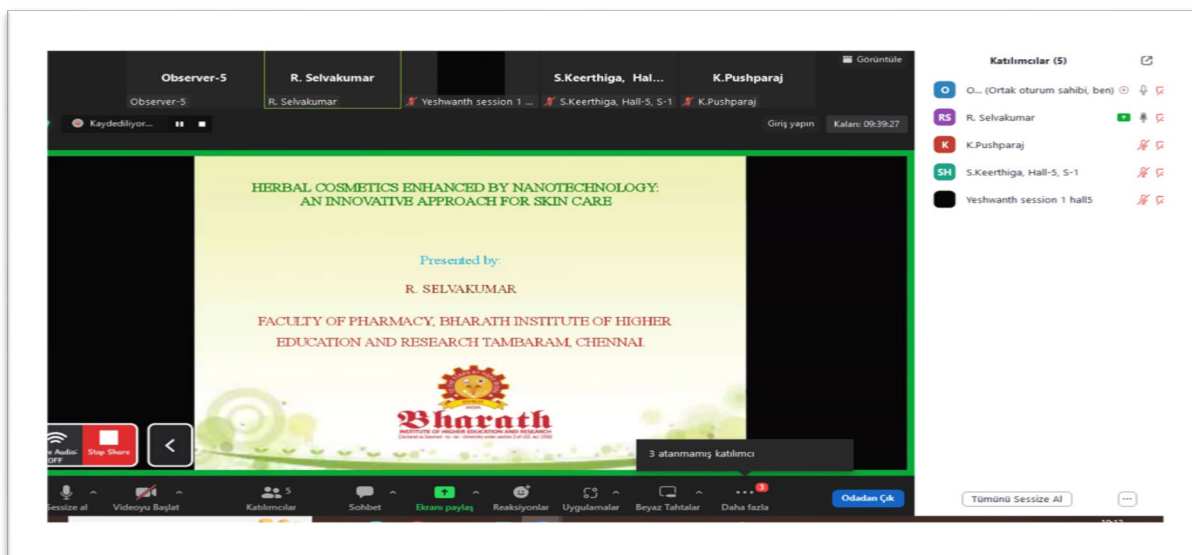 Observer-5
R. Selvakumar
S.Keerthiga, Hal...
K.Pushparaj
Görüntüle
Observer-5
R. Selvakumar
Yeshwanth session 1 ...
S.Keerthiga, Hall-5, S-1
K.Pushparaj
Kaydediliyor...
Giriş yapın
Kalan: 09:39:27
HERBAL COSMETICS ENHANCED BY NANOTECHNOLOGY:
AN INNOVATIVE APPROACH FOR SKIN CARE
Presented by:
R. SELVAKUMAR
FACULTY OF PHARMACY, BHARATH INSTITUTE OF HIGHER
EDUCATION AND RESEARCH TAMBARAM, CHENNAI.
Bharath
INSTITUTE OF HIGHER EDUCATION AND RESEARCH
Audio:
OFF
Stop Share
3 atanmamış katılımcı
Sessize al
Videoyu Başlat
5
Katılımcılar
Sohbet
Ekranı paylaş
Reaksiyonlar
Uygulamalar
Beyaz Tahtalar
3
Daha fazla
Odadan Çık
Katılımcılar (5)
O
O... (Ortak oturum sahibi, ben)
RS
R. Selvakumar
K
K.Pushparaj
SH
S.Keerthiga, Hall-5, S-1
Yeshwanth session 1 hall5
Tümünü Sessize Al